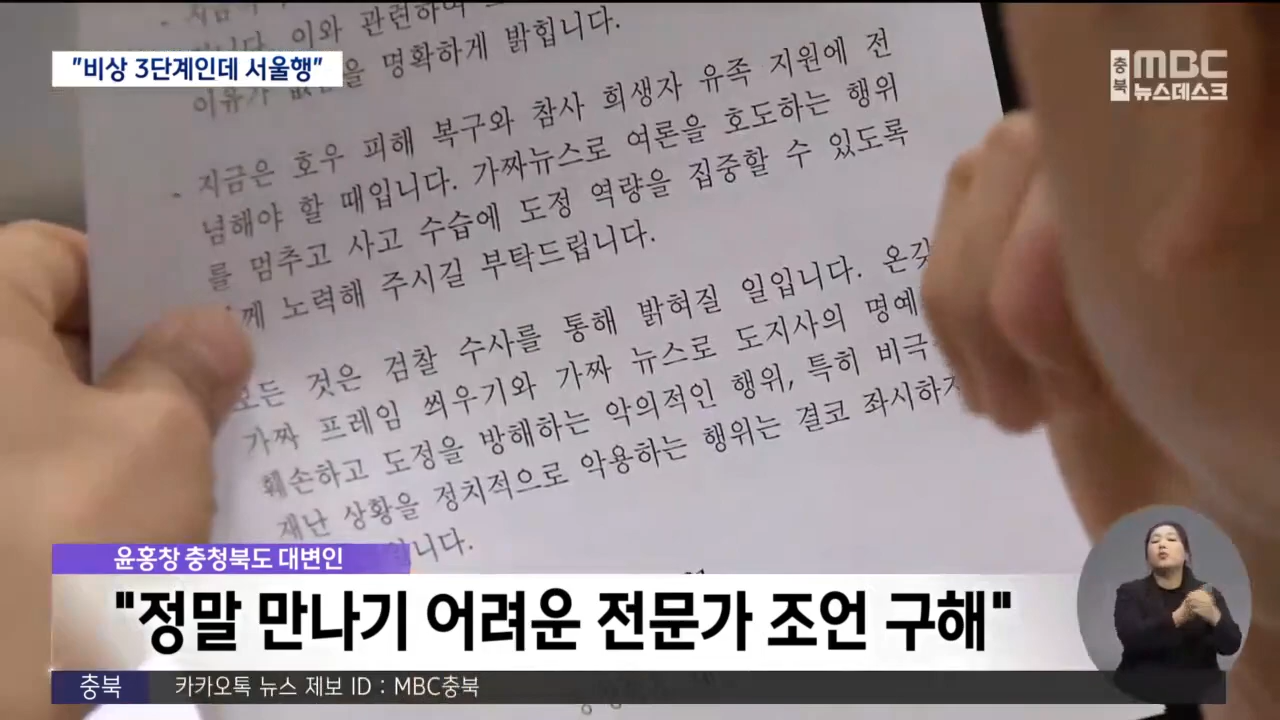 "비상 3단계인데 서울행"
충북 MBC
뉴스데스크
이와 관련하여
명확하게 밝힙니다.
- 지금은 호우 피해 복구와 참사 희생자 유족 지원에 전
념해야 할 때입니다. 가짜뉴스로 여론을 호도하는 행위
를 멈추고 사고 수습에 도정 역량을 집중할 수 있도록
노력해 주시길 부탁드립니다.
것은 검찰 수사를 통해 밝혀질 일입니다. 온갖
가짜 프레임 씌우기와 가짜 뉴스로 도지사의 명예
훼손하고 도정을 방해하는 악의적인 행위, 특히 비극
재난 상황을 정치적으로 악용하는 행위는 결코 좌시하지
윤홍창 충청북도 대변인
"정말 만나기 어려운 전문가 조언 구해"
충북 카카오톡 뉴스 제보 ID : MBC충북